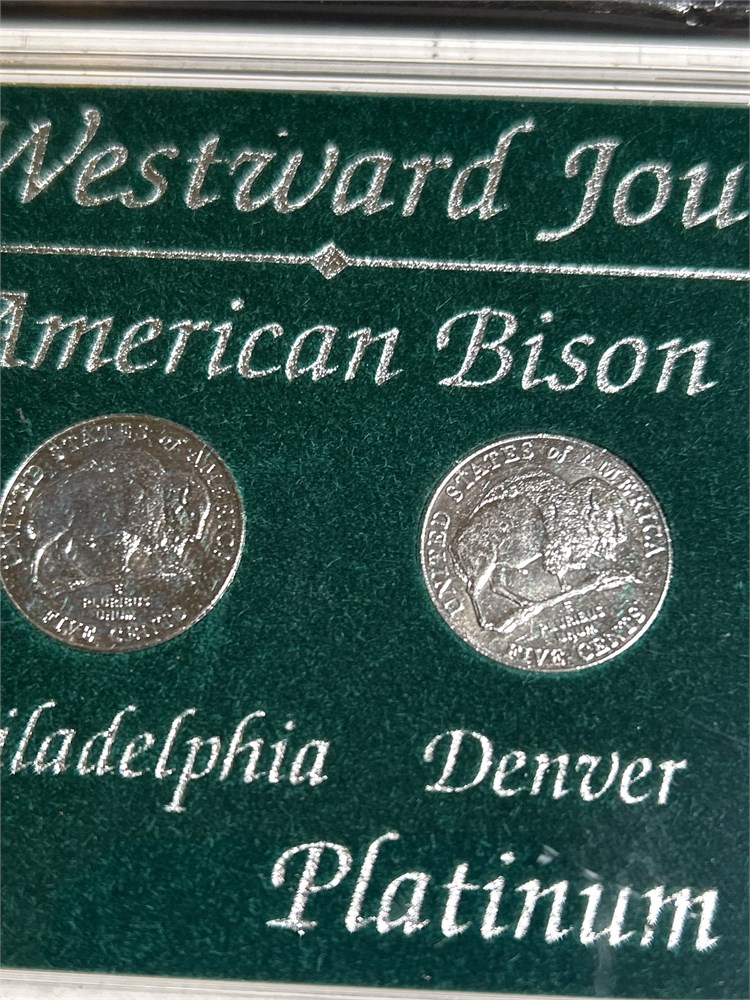 Westward Jou
American Bison
UNITED STATES of AMERICA
E
PLURIBUS
UNUM
FIVE CENTS
UNITED STATES of AMERICA
E
PLURIBUS
UNUM
FIVE CENTS
iladelphia Denver
Platinum